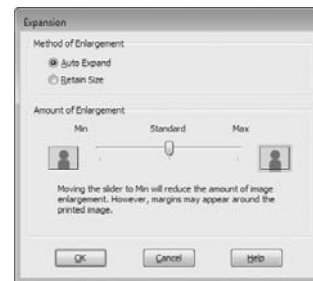 Expansion
Method of Enlargement
Auto Expand
Retain Size
Amount of Enlargement
Min Standard Max
Moving the slider to Min will reduce the amount of image
enlargement. However, margins may appear around the
printed image.
OK Cancel Help